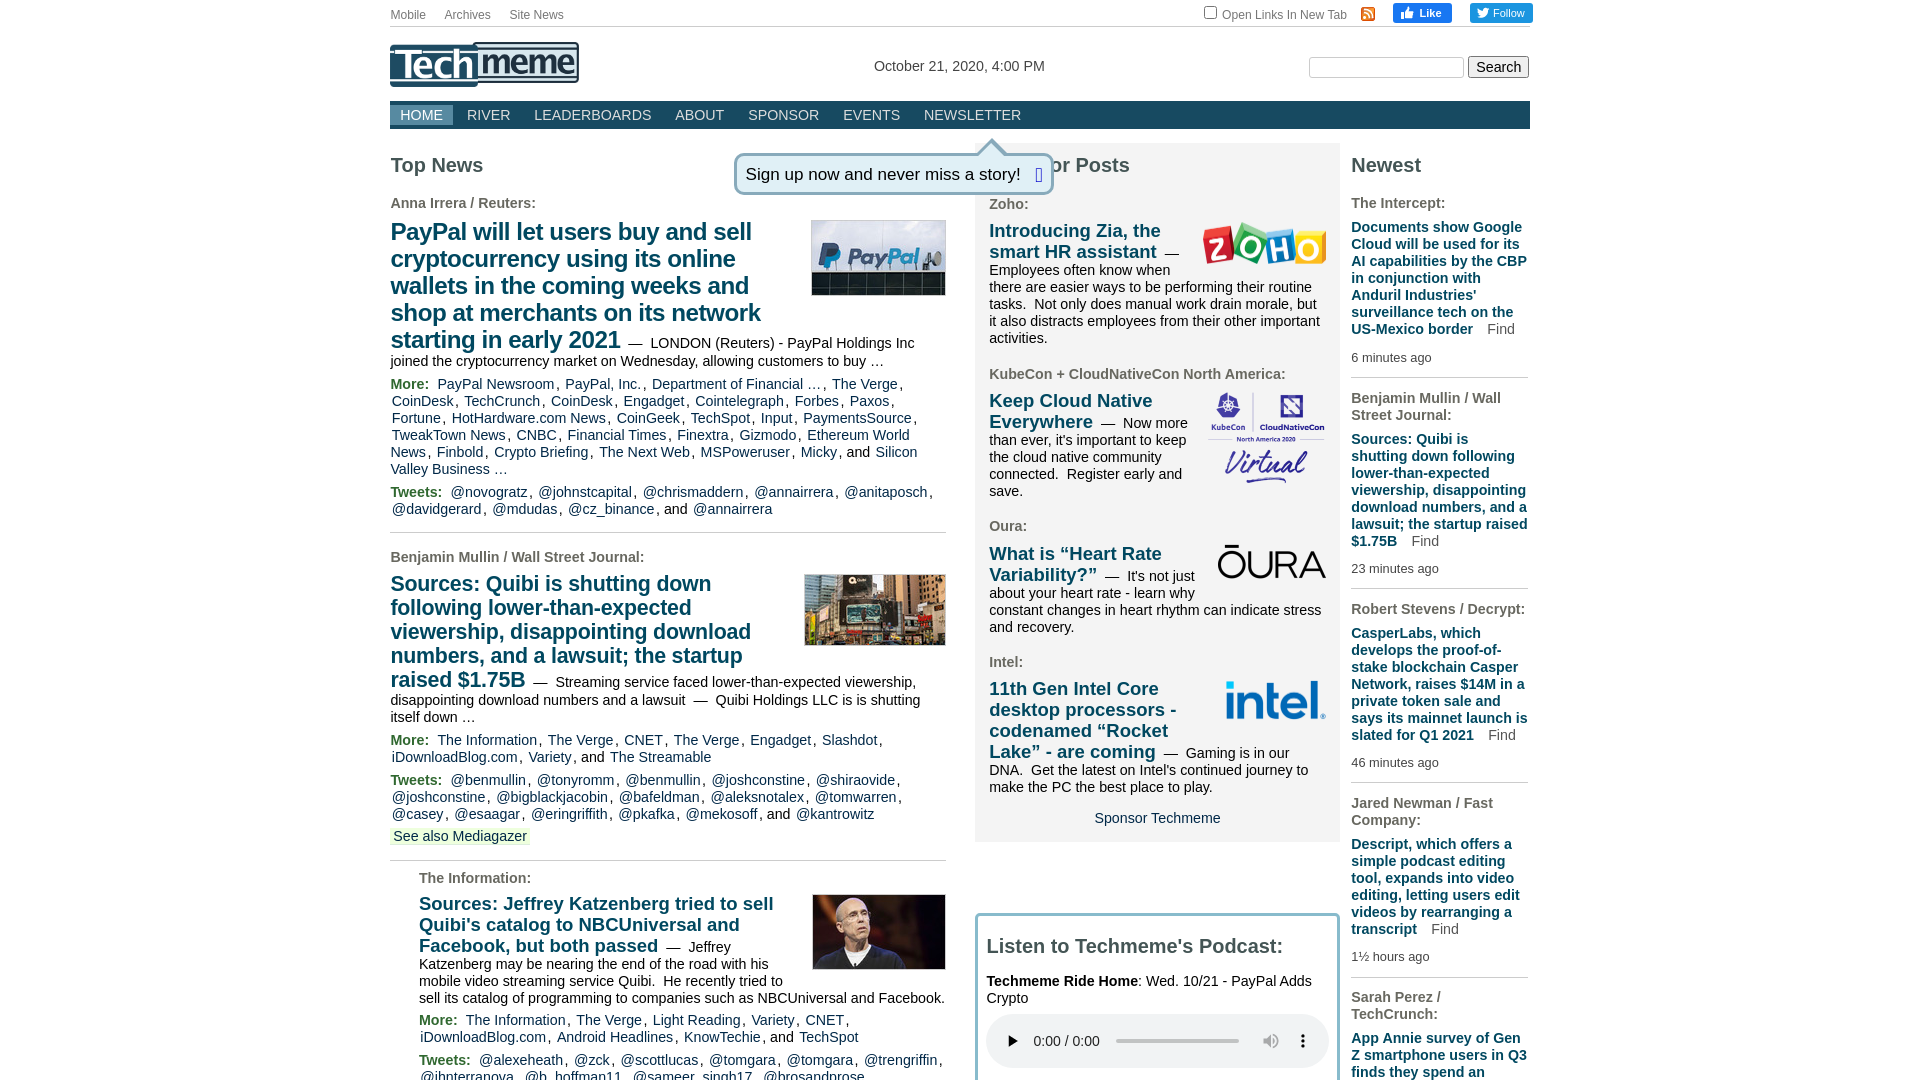 Mobile Archives Site News
Open Links In New Tab Like Follow
Techmeme
October 21, 2020, 4:00 PM
Search
HOME RIVER LEADERBOARDS ABOUT SPONSOR EVENTS NEWSLETTER
Sign up now and never miss a story!
Top News
Anna Irrera / Reuters:
PayPal will let users buy and sell
cryptocurrency using its online
wallets in the coming weeks and
shop at merchants on its network
starting in early 2021 — LONDON (Reuters) - PayPal Holdings Inc
joined the cryptocurrency market on Wednesday, allowing customers to buy …
PayPal
More: PayPal Newsroom, PayPal, Inc., Department of Financial …, The Verge,
CoinDesk, TechCrunch, CoinDesk, Engadget, Cointelegraph, Forbes, Paxos,
Fortune, HotHardware.com News, CoinGeek, TechSpot, Input, PaymentsSource,
TweakTown News, CNBC, Financial Times, Finextra, Gizmodo, Ethereum World
News, Finbold, Crypto Briefing, The Next Web, MSPoweruser, Micky, and Silicon
Valley Business …
Tweets: @novogratz, @johnstcapital, @chrismaddern, @annairrera, @anitaposch,
@davidgerard, @mdudas, @cz_binance, and @annairrera
Benjamin Mullin / Wall Street Journal:
Sources: Quibi is shutting down
following lower-than-expected
viewership, disappointing download
numbers, and a lawsuit; the startup
raised $1.75B — Streaming service faced lower-than-expected viewership,
disappointing download numbers and a lawsuit — Quibi Holdings LLC is is shutting
itself down …
More: The Information, The Verge, CNET, The Verge, Engadget, Slashdot,
iDownloadBlog.com, Variety, and The Streamable
Tweets: @benmullin, @tonyromm, @benmullin, @joshconstine, @shiraovide,
@joshconstine, @bigblackjacobin, @bafeldman, @aleksnotalex, @tomwarren,
@casey, @esaagar, @eringriffith, @pkafka, @mekosoff, and @kantrowitz
See also Mediagazer
The Information:
Sources: Jeffrey Katzenberg tried to sell
Quibi's catalog to NBCUniversal and
Facebook, but both passed — Jeffrey
Katzenberg may be nearing the end of the road with his
mobile video streaming service Quibi. He recently tried to
sell its catalog of programming to companies such as NBCUniversal and Facebook.
More: The Information, The Verge, Light Reading, Variety, CNET,
iDownloadBlog.com, Android Headlines, KnowTechie, and TechSpot
Tweets: @alexeheath, @zck, @scottlucas, @tomgara, @tomgara, @trengriffin,
@jbnterranova, @b_hoffman11, @sameer_singh17, @brosandprose
or Posts
Zoho:
Introducing Zia, the
smart HR assistant —
Employees often know when
there are easier ways to be performing their routine
tasks. Not only does manual work drain morale, but
it also distracts employees from their other important
activities.
ZOHO
KubeCon + CloudNativeCon North America:
Keep Cloud Native
Everywhere — Now more
than ever, it's important to keep
the cloud native community
connected. Register early and
save.
KubeCon CloudNativeCon
North America 2020
Virtual
Oura:
What is “Heart Rate
Variability?” — It's not just
about your heart rate - learn why
constant changes in heart rhythm can indicate stress
and recovery.
ŌURA
Intel:
11th Gen Intel Core
desktop processors -
codenamed “Rocket
Lake” - are coming — Gaming is in our
DNA. Get the latest on Intel's continued journey to
make the PC the best place to play.
intel
Sponsor Techmeme
Listen to Techmeme's Podcast:
Techmeme Ride Home: Wed. 10/21 - PayPal Adds
Crypto
0:00 / 0:00
Newest
The Intercept:
Documents show Google
Cloud will be used for its
AI capabilities by the CBP
in conjunction with
Anduril Industries'
surveillance tech on the
US-Mexico border Find
6 minutes ago
Benjamin Mullin / Wall
Street Journal:
Sources: Quibi is
shutting down following
lower-than-expected
viewership, disappointing
download numbers, and a
lawsuit; the startup raised
$1.75B Find
23 minutes ago
Robert Stevens / Decrypt:
CasperLabs, which
develops the proof-of-
stake blockchain Casper
Network, raises $14M in a
private token sale and
says its mainnet launch is
slated for Q1 2021 Find
46 minutes ago
Jared Newman / Fast
Company:
Descript, which offers a
simple podcast editing
tool, expands into video
editing, letting users edit
videos by rearranging a
transcript Find
1½ hours ago
Sarah Perez /
TechCrunch:
App Annie survey of Gen
Z smartphone users in Q3
finds they spend an